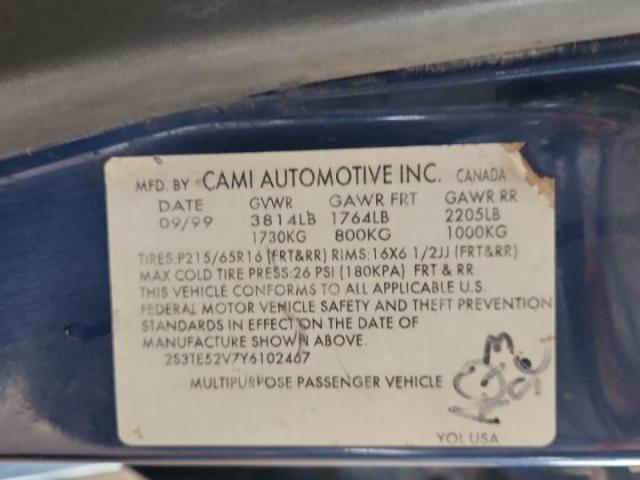 MFD. BY CAMI AUTOMOTIVE INC. CANADA
DATE GVWR GAWR FRT GAWR RR
09/99 3814LB 1764LB 2205LB
1730KG 800KG 1000KG
TIRES:P215/65R16 (FRT&RR) RIMS:16X6 1/2JJ (FRT&RR)
MAX COLD TIRE PRESS:26 PSI (180KPA) FRT & RR
THIS VEHICLE CONFORMS TO ALL APPLICABLE U.S.
FEDERAL MOTOR VEHICLE SAFETY AND THEFT PREVENTION
STANDARDS IN EFFECT ON THE DATE OF
MANUFACTURE SHOWN ABOVE.
2S3TE52V7Y6102467
MULTIPURPOSE PASSENGER VEHICLE
YOL USA